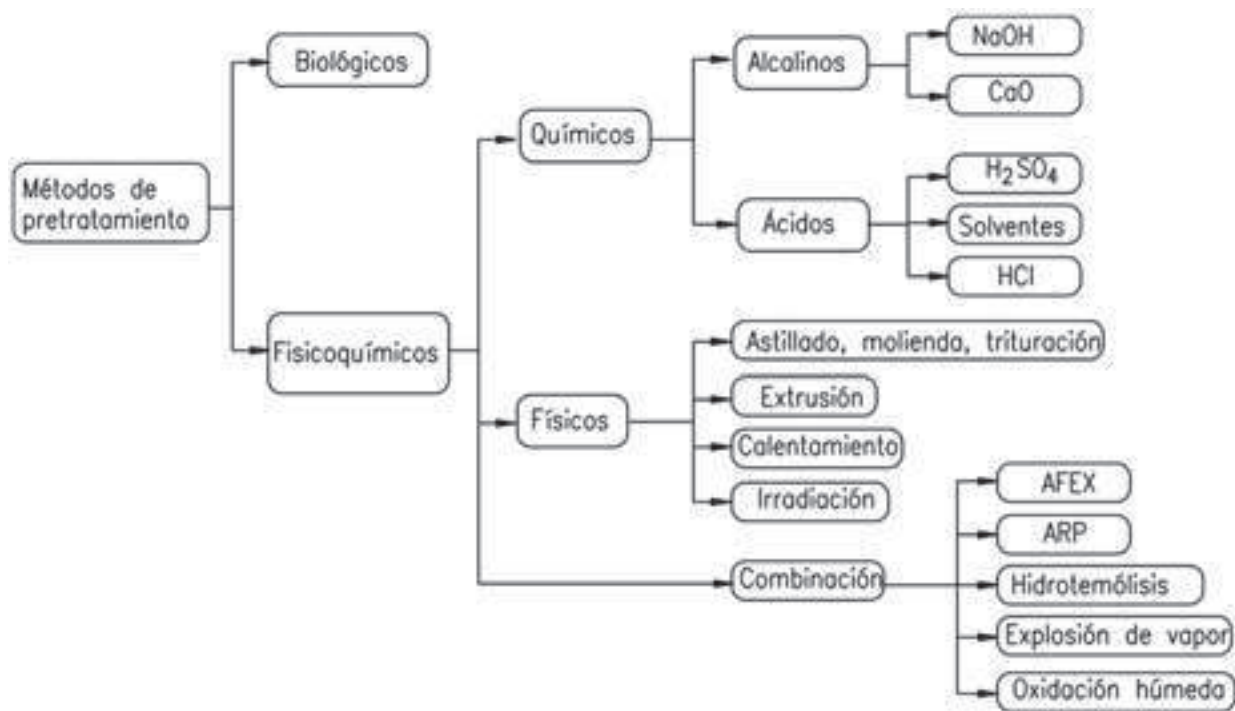 Métodos de
pretratamiento
Biológicos
Fisicoquímicos
Químicos
Alcalinos
NaOH
CaO
Ácidos
H₂SO₄
Solventes
HCl
Físicos
Astillado, molienda, trituración
Extrusión
Calentamiento
Irradiación
Combinación
AFEX
ARP
Hidrotemólisis
Explosión de vapor
Oxidación húmeda